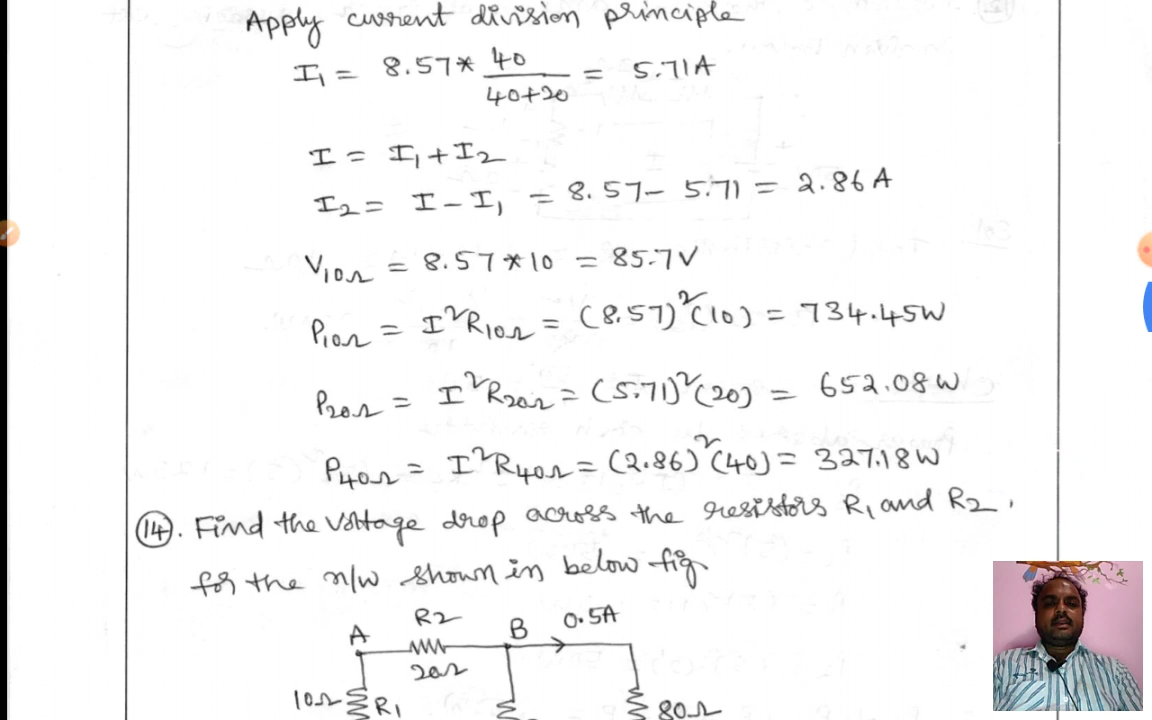 Apply current division principle
I1 = 8.57 * 40/(40+20) = 5.71A
I = I1 + I2
I2 = I - I1 = 8.57 - 5.71 = 2.86 A
V10Ω = 8.57 * 10 = 85.7V
P10Ω = I²R10Ω = (8.57)²(10) = 734.45W
P20Ω = I²R20Ω = (5.71)²(20) = 652.08W
P40Ω = I²R40Ω = (2.86)²(40) = 327.18W
(14). Find the voltage drop across the resistors R1 and R2.
for the n/w shown in below fig
A R2 B 0.5A
20Ω
10Ω R1 80Ω